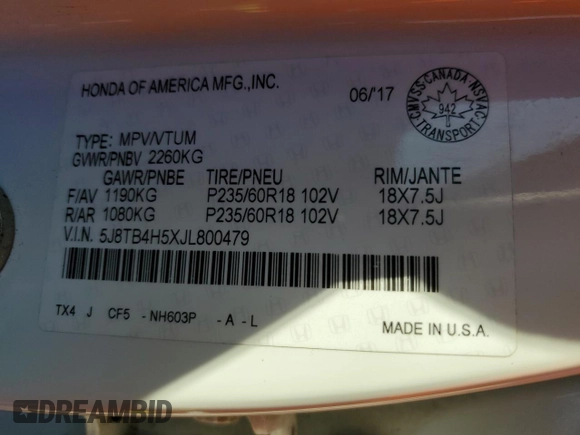 HONDA OF AMERICA MFG.,INC.
06/'17
CMVSS-CANADA-NSVAC
942
TRANSPORT
TYPE: MPV/VTUM
GVWR/PNBV 2260KG
GAWR/PNBE TIRE/PNEU RIM/JANTE
F/AV 1190KG P235/60R18 102V 18X7.5J
R/AR 1080KG P235/60R18 102V 18X7.5J
V.I.N. 5J8TB4H5XJL800479
TX4 J CF5 - NH603P - A - L
MADE IN U.S.A.
DREAMBID